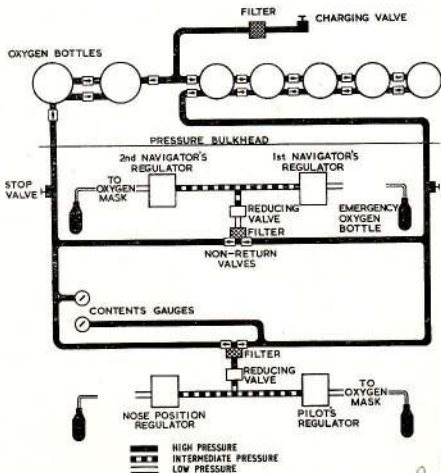 FILTER
CHARGING VALVE
OXYGEN BOTTLES
PRESSURE BULKHEAD
2nd NAVIGATOR'S
REGULATOR
1st NAVIGATOR'S
REGULATOR
STOP
VALVE
TO
OXYGEN
MASK
REDUCING
VALVE
EMERGENCY
OXYGEN
BOTTLE
FILTER
NON-RETURN
VALVES
CONTENTS GAUGES
FILTER
REDUCING
VALVE
TO
OXYGEN
MASK
NOSE POSITION
REGULATOR
PILOT'S
REGULATOR
HIGH PRESSURE
INTERMEDIATE PRESSURE
LOW PRESSURE